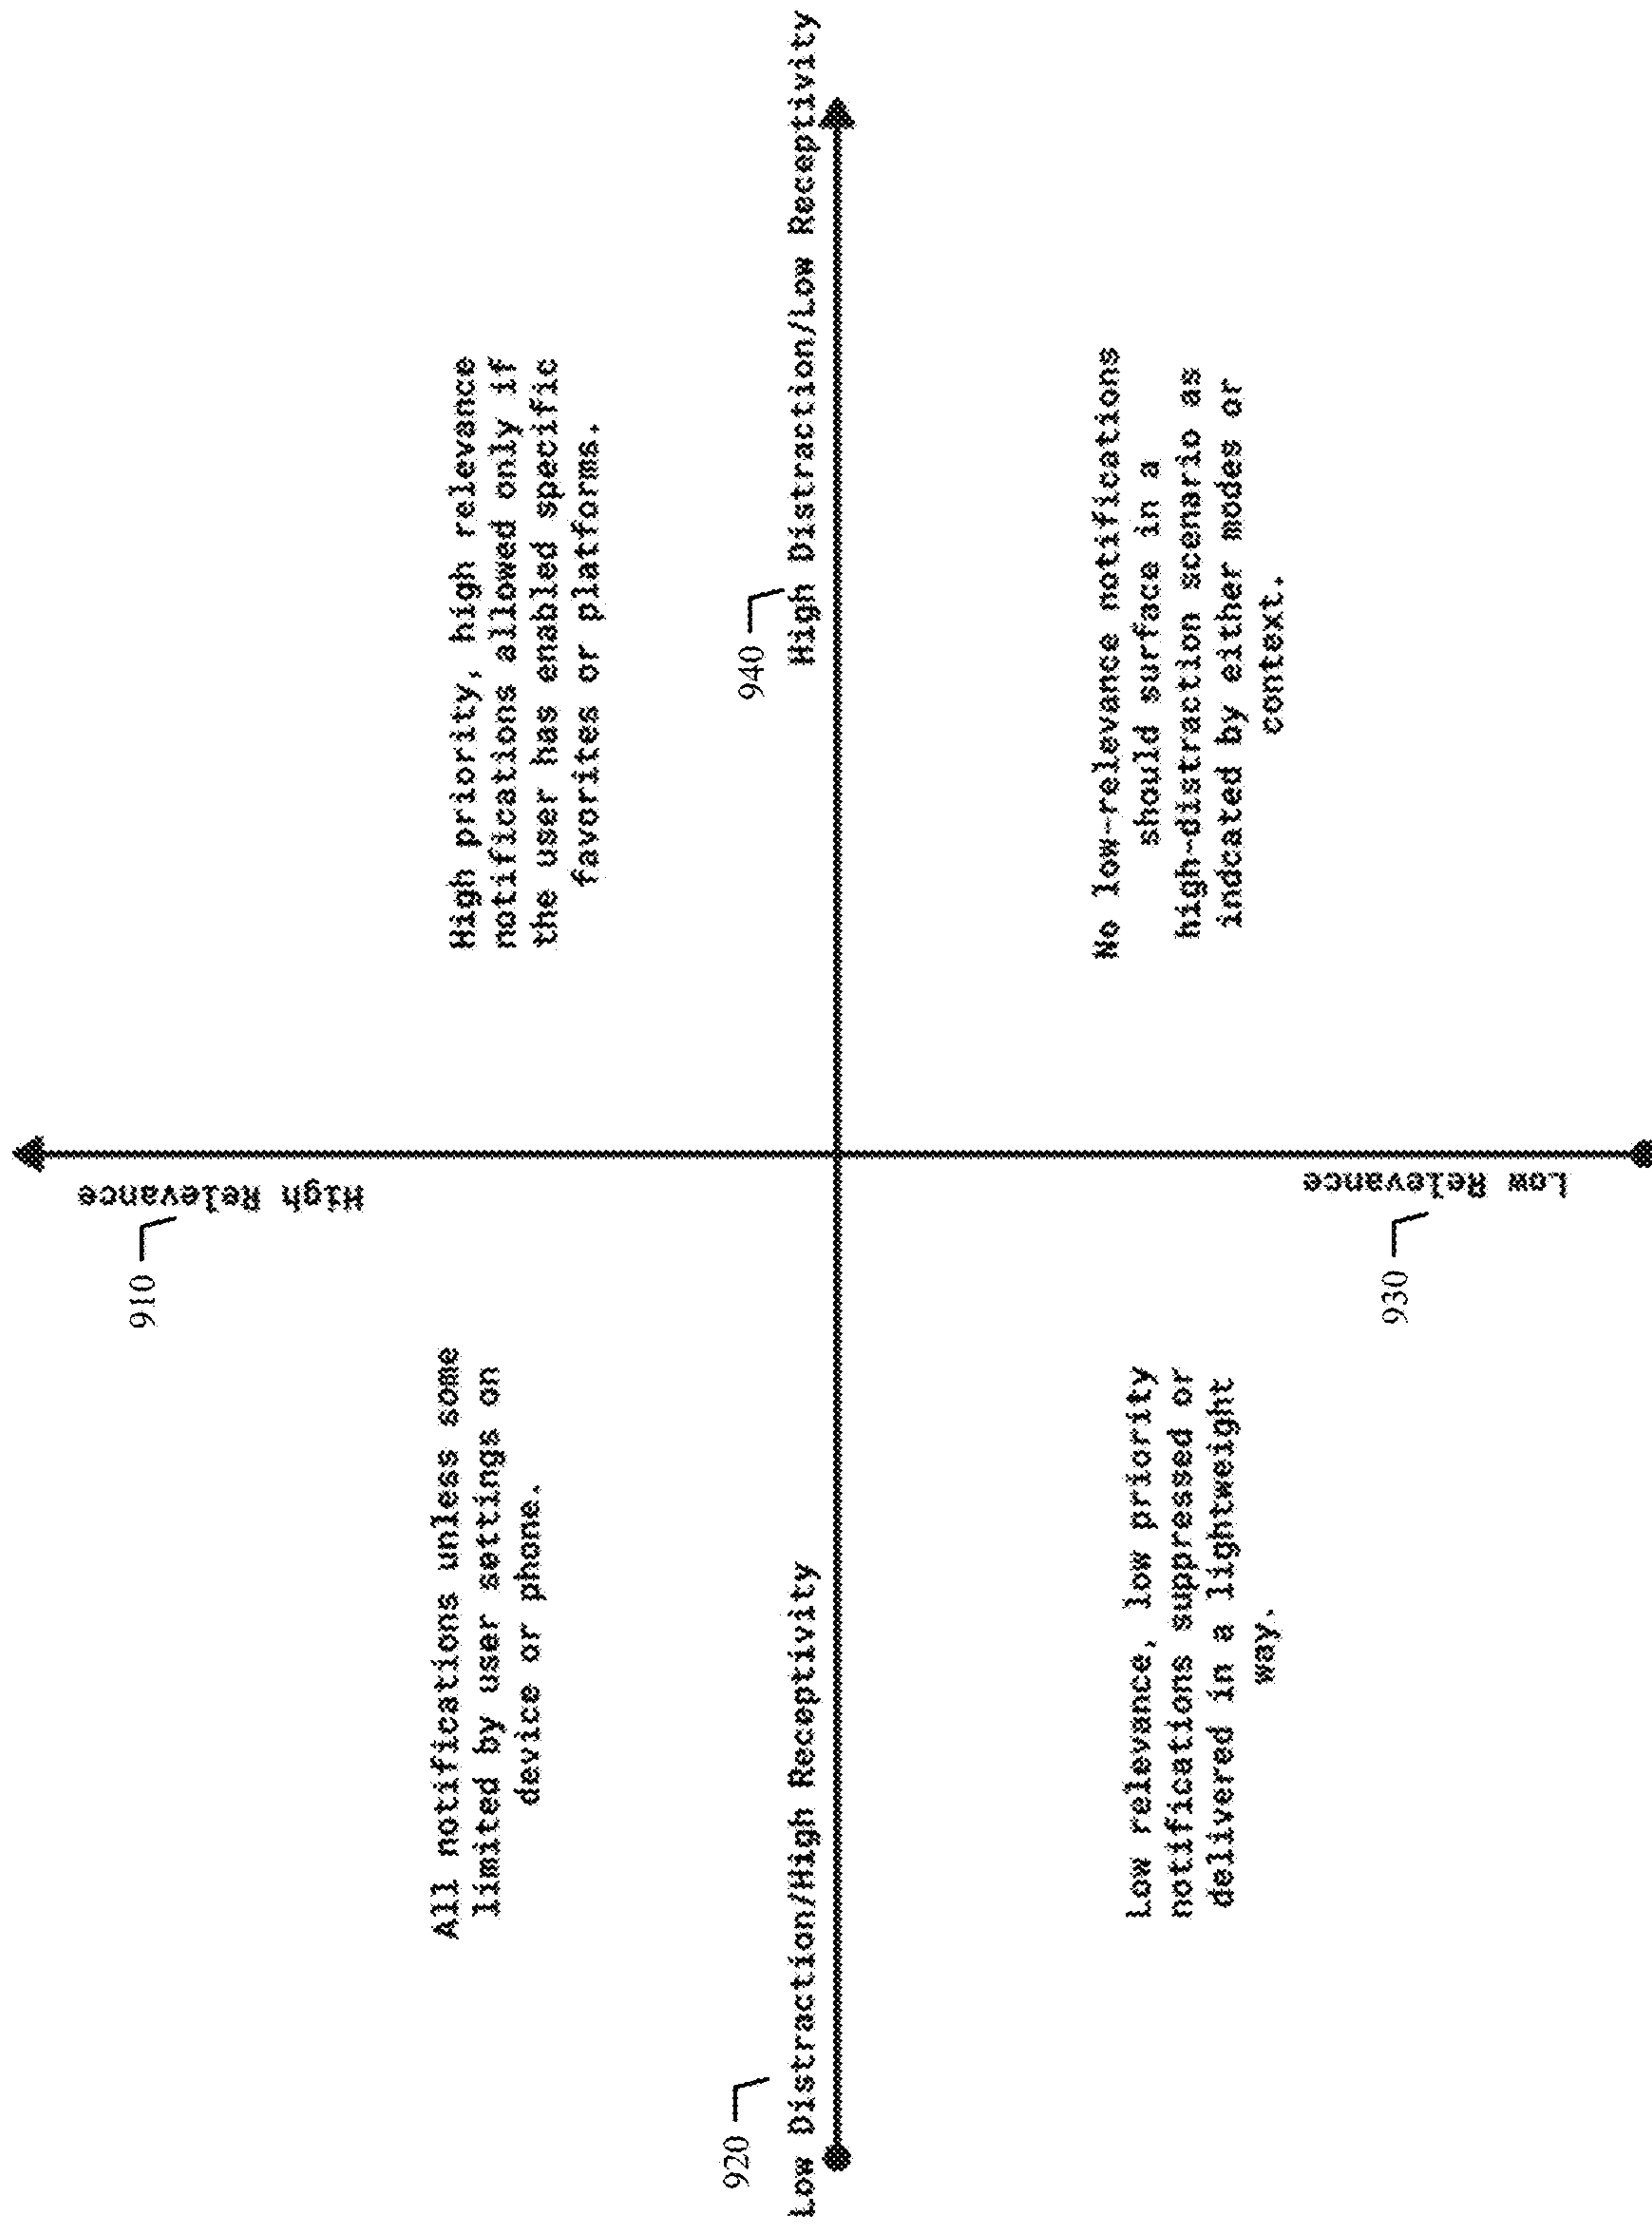 910
High Relevance
All notifications unless some
limited by user settings on
device or phone.
High priority, high relevance
notifications allowed only if
the user has enabled specific
favorites or platforms.
920
Low Distraction/High Receptivity
940
High Distraction/Low Receptivity
Low relevance, low priority
notifications suppressed or
delivered in a lightweight
way.
No low-relevance notifications
should surface in a
high-distraction scenario as
indcated by either modes or
context.
930
Low Relevance